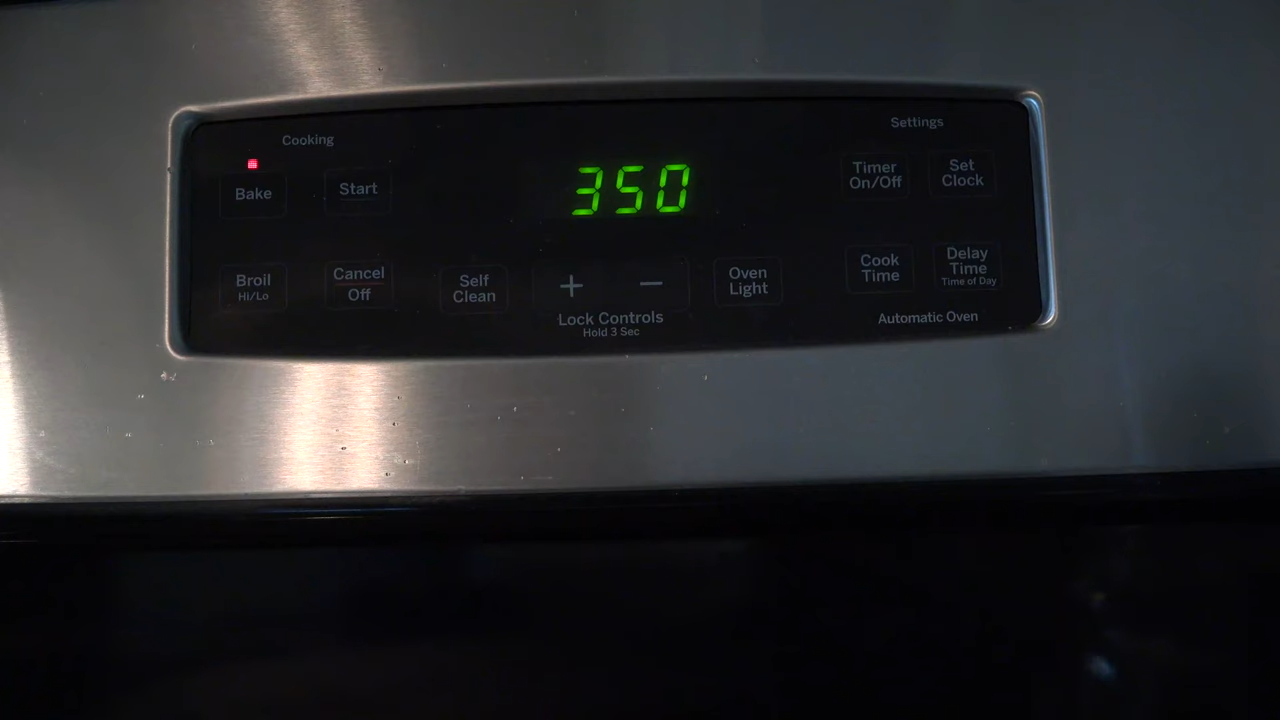 Cooking
Settings
Bake
Start
350
Timer
On/Off
Set
Clock
Broil
Hi/Lo
Cancel
Off
Self
Clean
+ −
Lock Controls
Hold 3 Sec
Oven
Light
Cook
Time
Delay
Time
Time of Day
Automatic Oven